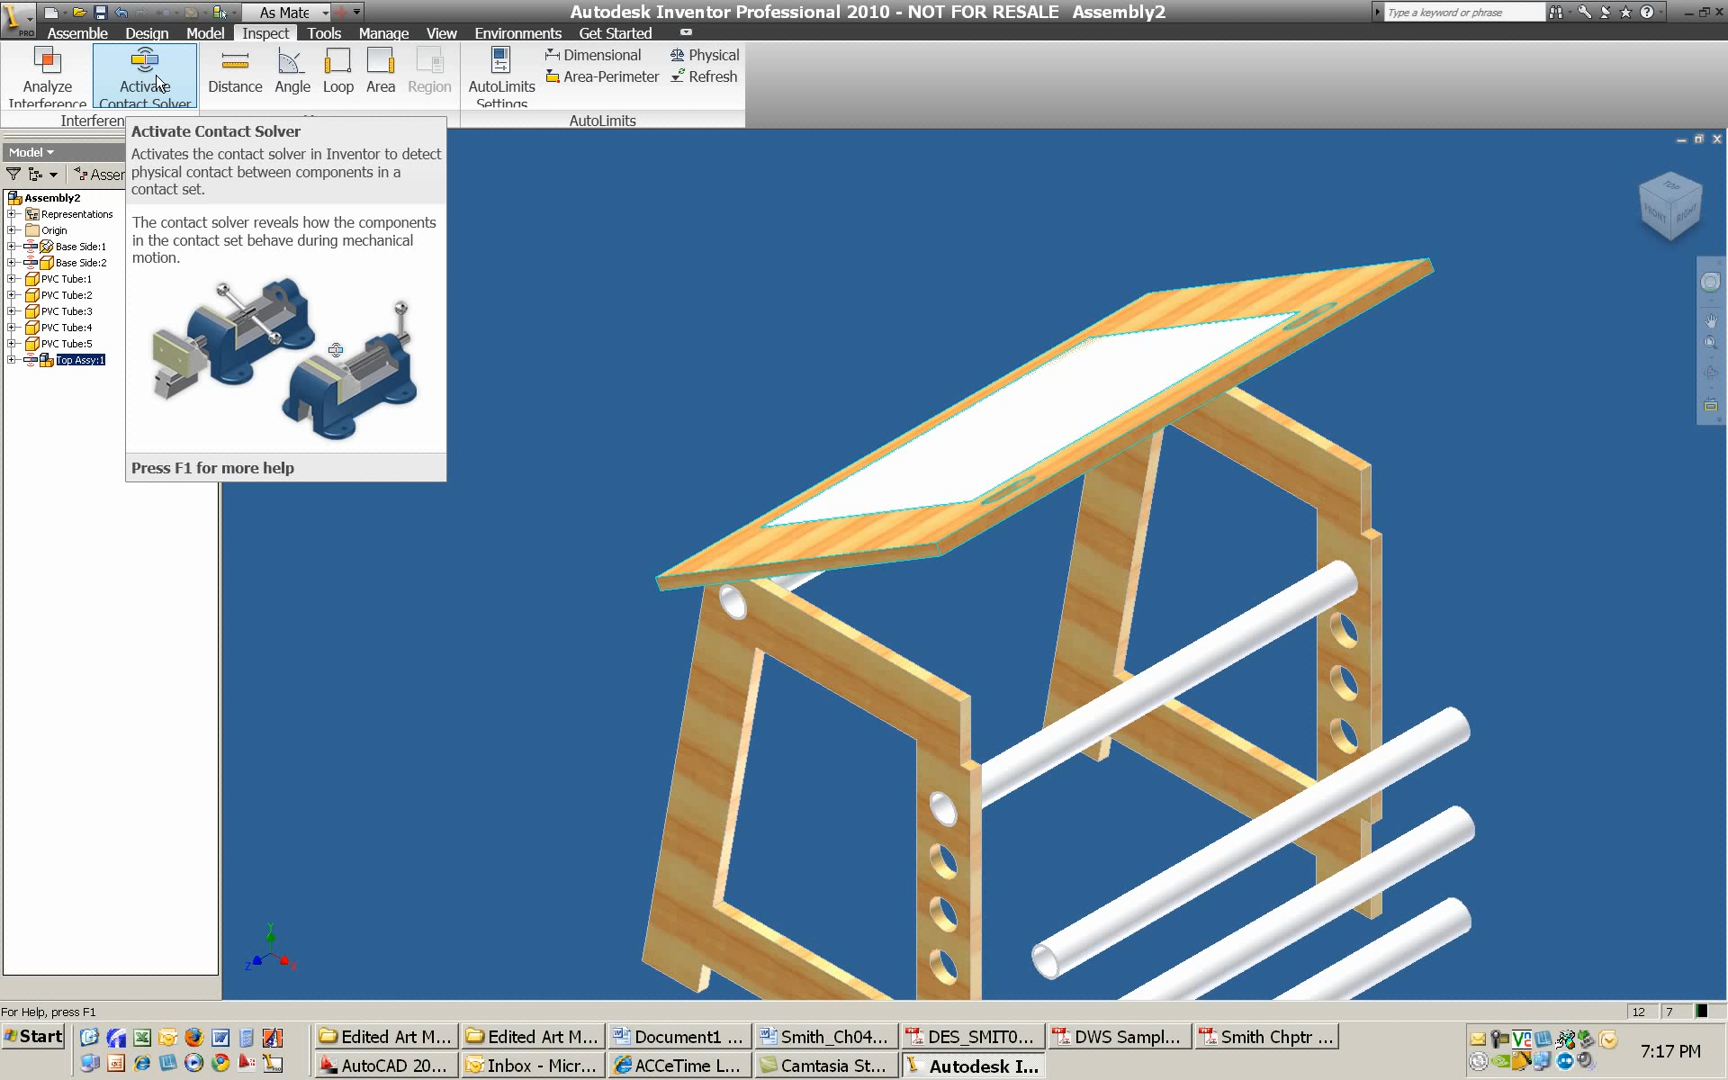 As Mate
Autodesk Inventor Professional 2010 - NOT FOR RESALE Assembly2
Type a keyword or phrase
PRO
Assemble Design Model Inspect Tools Manage View Environments Get Started
Analyze Interference
Activate Contact Solver
Distance Angle Loop Area Region
AutoLimits Settings
Dimensional
Area-Perimeter
Physical
Refresh
Interferen
AutoLimits
Activate Contact Solver
Activates the contact solver in Inventor to detect
physical contact between components in a
contact set.
The contact solver reveals how the components
in the contact set behave during mechanical
motion.
Press F1 for more help
Model
Assem
Assembly2
Representations
Origin
Base Side:1
Base Side:2
PVC Tube:1
PVC Tube:2
PVC Tube:3
PVC Tube:4
PVC Tube:5
Top Assy:1
TOP
FRONT RIGHT
Y
Z
For Help, press F1
12 7
Start
Edited Art M... Edited Art M... Document1 ... Smith_Ch04... DES_SMIT0... DWS Sampl... Smith Chptr ...
AutoCAD 20... Inbox - Micr... ACCeTime L... Camtasia St... Autodesk I...
7:17 PM